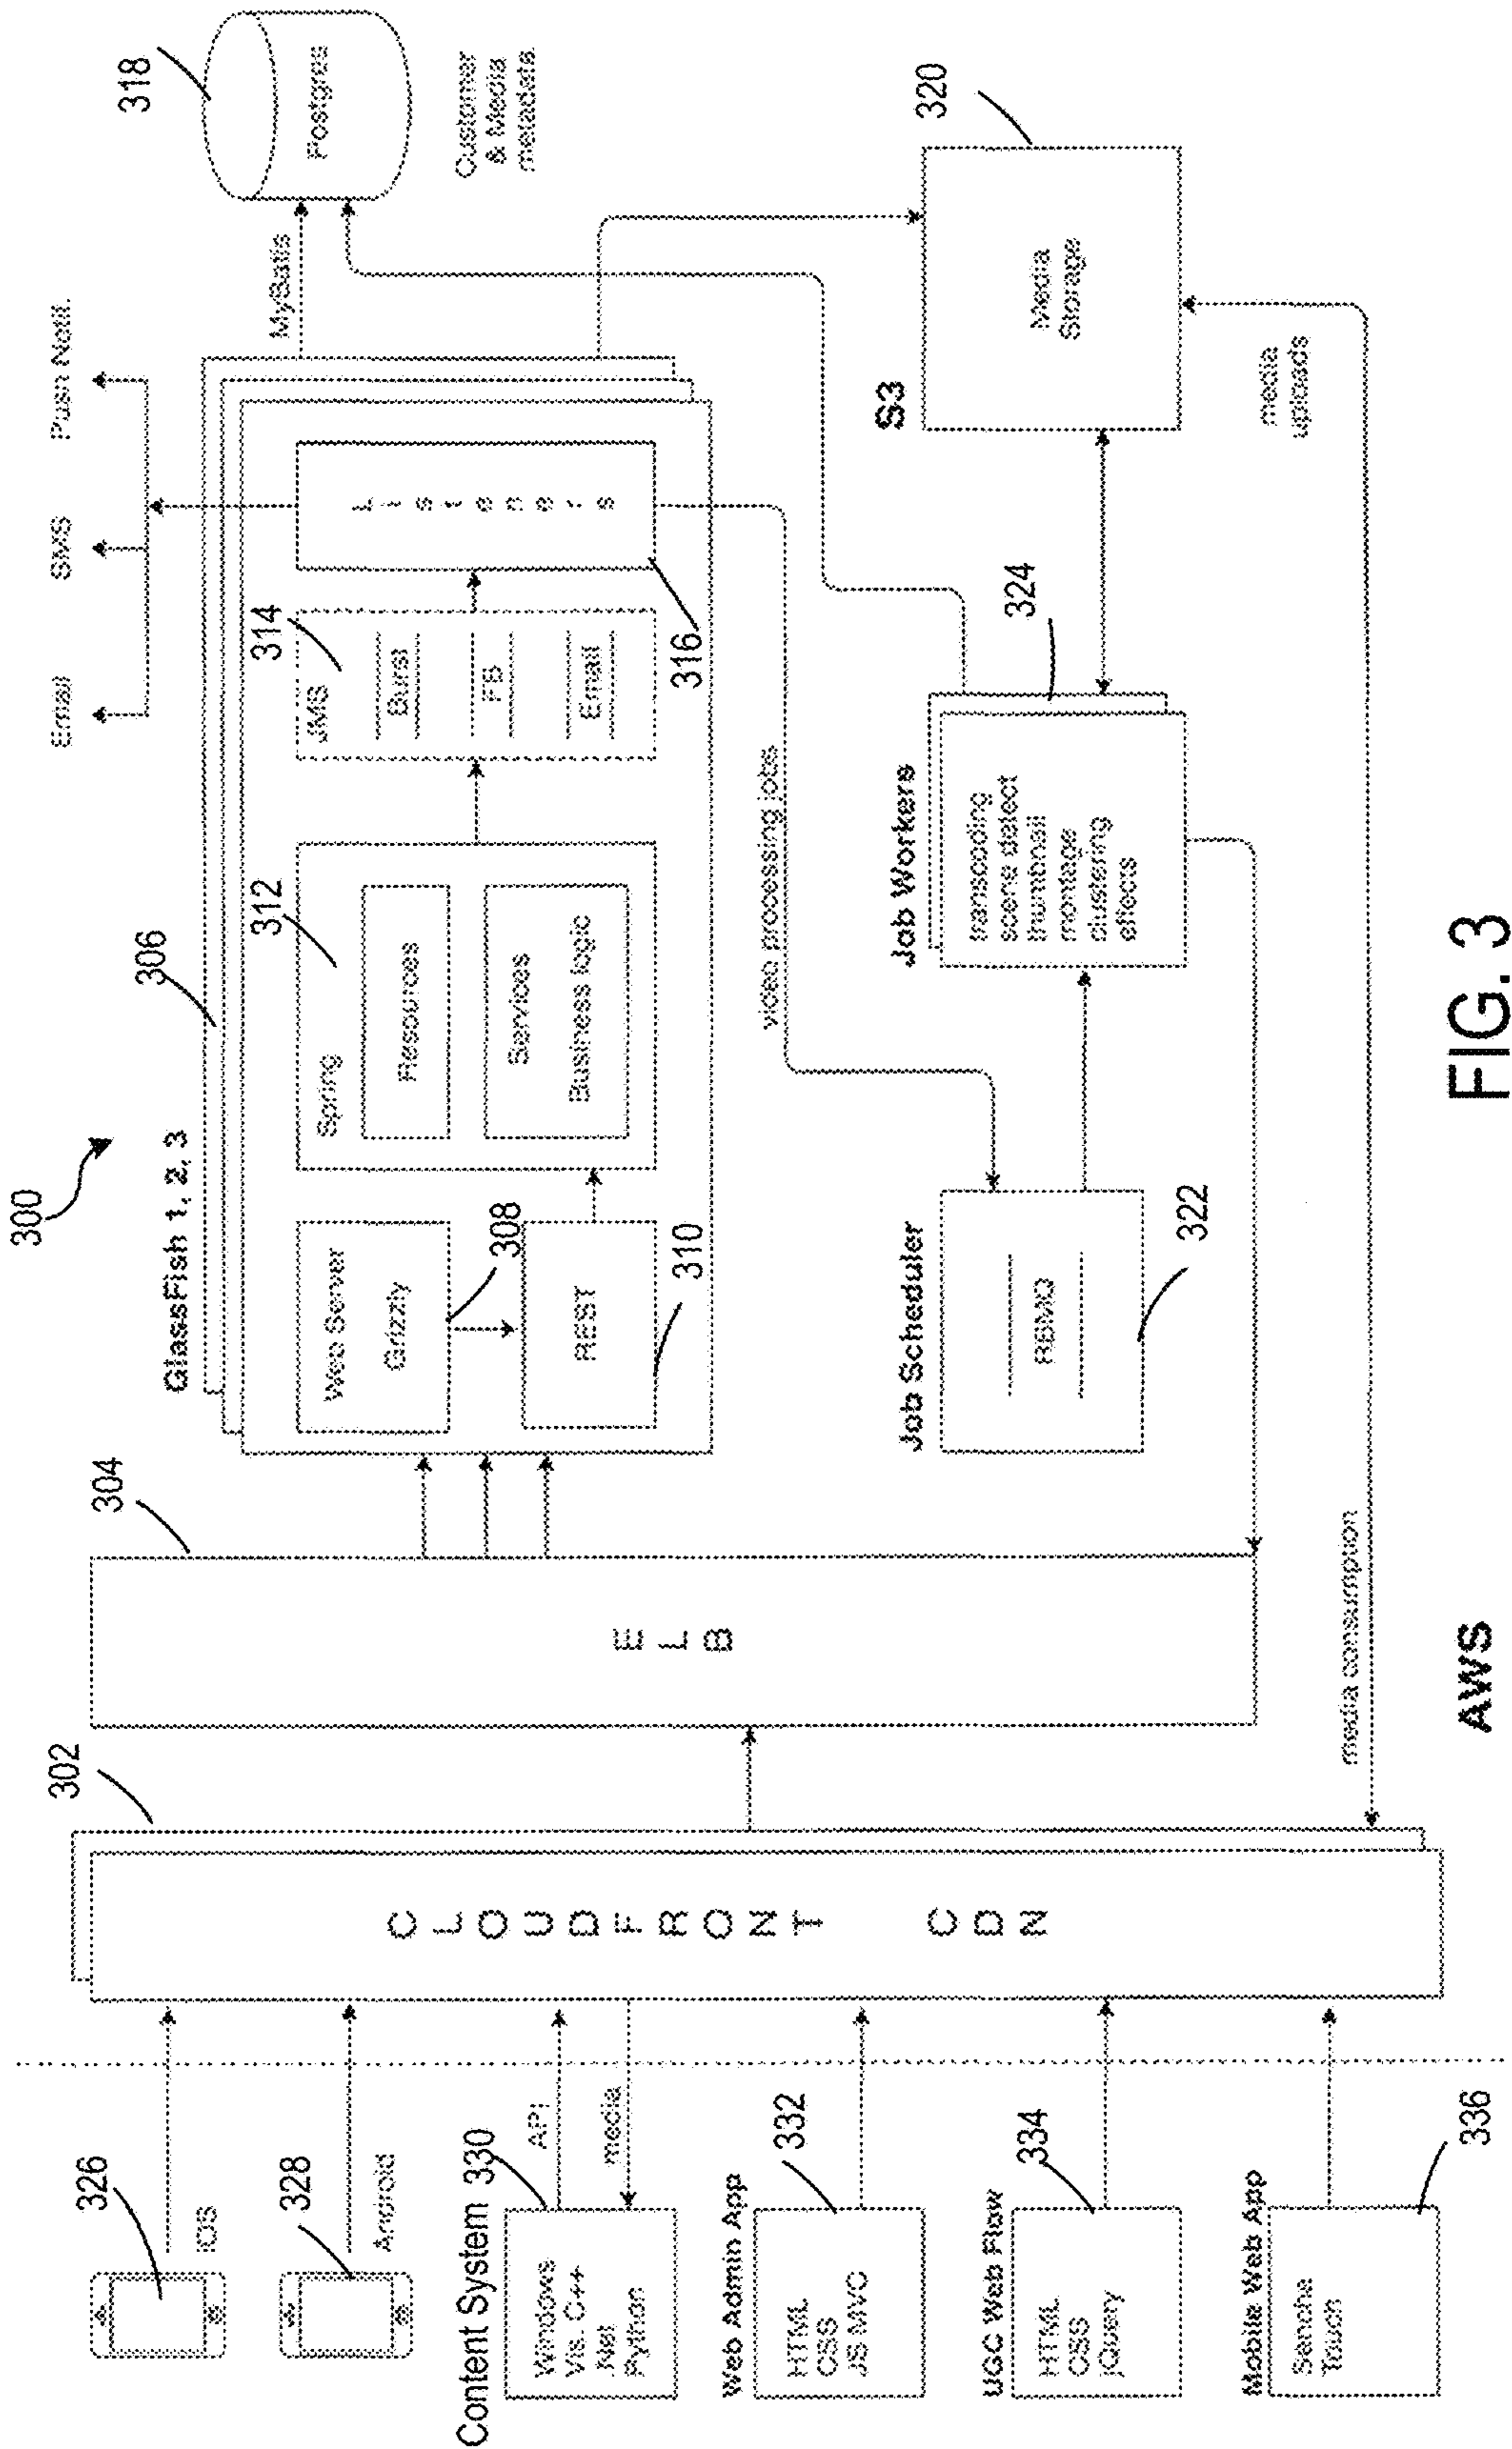 300
326
iOS
328
Android
Content System 330
Windows
Vis. C++
.Net
Python
API
media
Web Admin App
332
HTML
CSS
JS MVC
UGC Web Flow
334
HTML
CSS
jQuery
Mobile Web App
336
Sencha
Touch
302
CLOUDFRONT CDN
304
ELB
AWS
GlassFish 1, 2, 3
306
Web Server
Grizzly
308
REST
310
Spring
312
Resources
Services
Business logic
JMS
314
Burst
FB
Email
Listeners
316
Email
SMS
Push Notif.
MyBatis
318
Postgres
Customer
& Media
metadata
video processing jobs
Job Scheduler
RBMQ
322
Job Workers
324
transcoding
scene detect
thumbnail
montage
clustering
effects
S3
320
Media
Storage
media
uploads
media consumption
FIG. 3